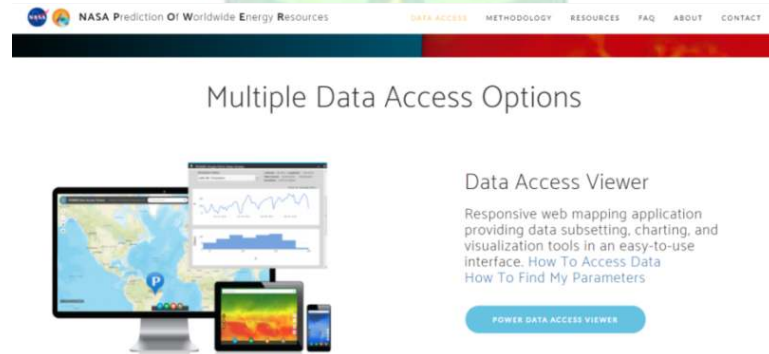 NASA Prediction Of Worldwide Energy Resources
DATA ACCESS METHODOLOGY RESOURCES FAQ ABOUT CONTACT
Multiple Data Access Options
Data Access Viewer
Responsive web mapping application
providing data subsetting, charting, and
visualization tools in an easy-to-use
interface. How To Access Data
How To Find My Parameters
POWER DATA ACCESS VIEWER